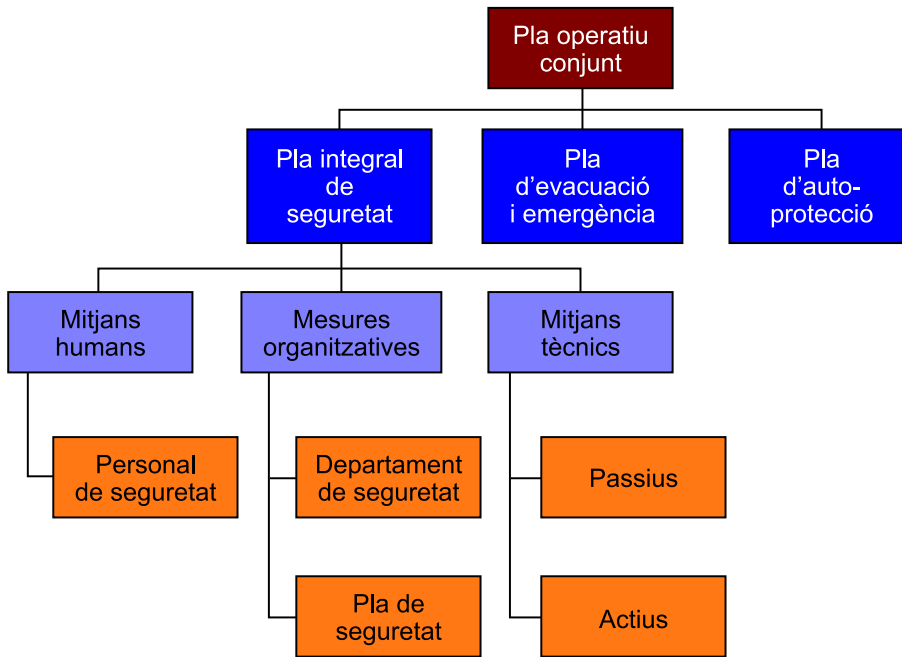 Pla operatiu
conjunt
Pla integral
de
seguretat
Pla
d’evacuació
i emergència
Pla
d’auto-
protecció
Mitjans
humans
Mesures
organitzatives
Mitjans
tècnics
Personal
de seguretat
Departament
de seguretat
Passius
Pla de
seguretat
Actius